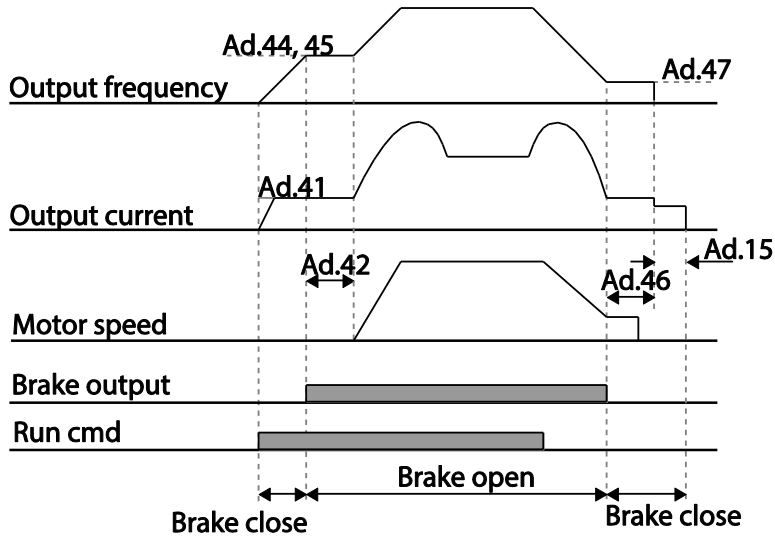 Ad.44, 45
Ad.47
Output frequency
Ad.41
Output current
Ad.15
Ad.42
Ad.46
Motor speed
Brake output
Run cmd
Brake open
Brake close
Brake close